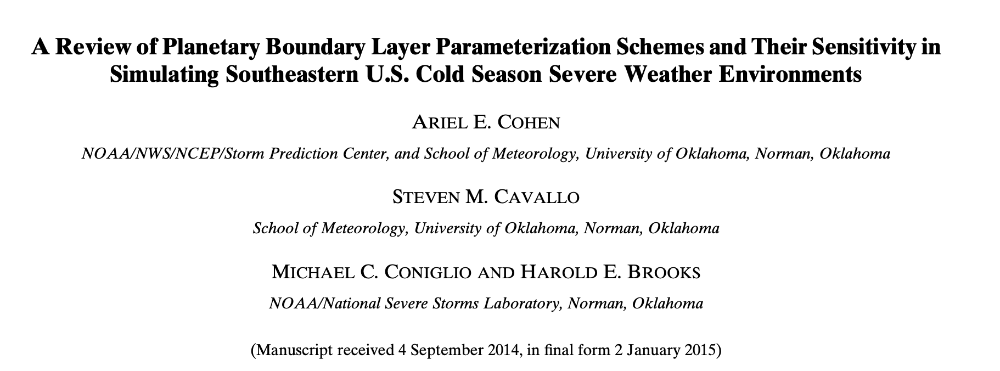 A Review of Planetary Boundary Layer Parameterization Schemes and Their Sensitivity in
Simulating Southeastern U.S. Cold Season Severe Weather Environments
ARIEL E. COHEN
NOAA/NWS/NCEP/Storm Prediction Center, and School of Meteorology, University of Oklahoma, Norman, Oklahoma
STEVEN M. CAVALLO
School of Meteorology, University of Oklahoma, Norman, Oklahoma
MICHAEL C. CONIGLIO AND HAROLD E. BROOKS
NOAA/National Severe Storms Laboratory, Norman, Oklahoma
(Manuscript received 4 September 2014, in final form 2 January 2015)